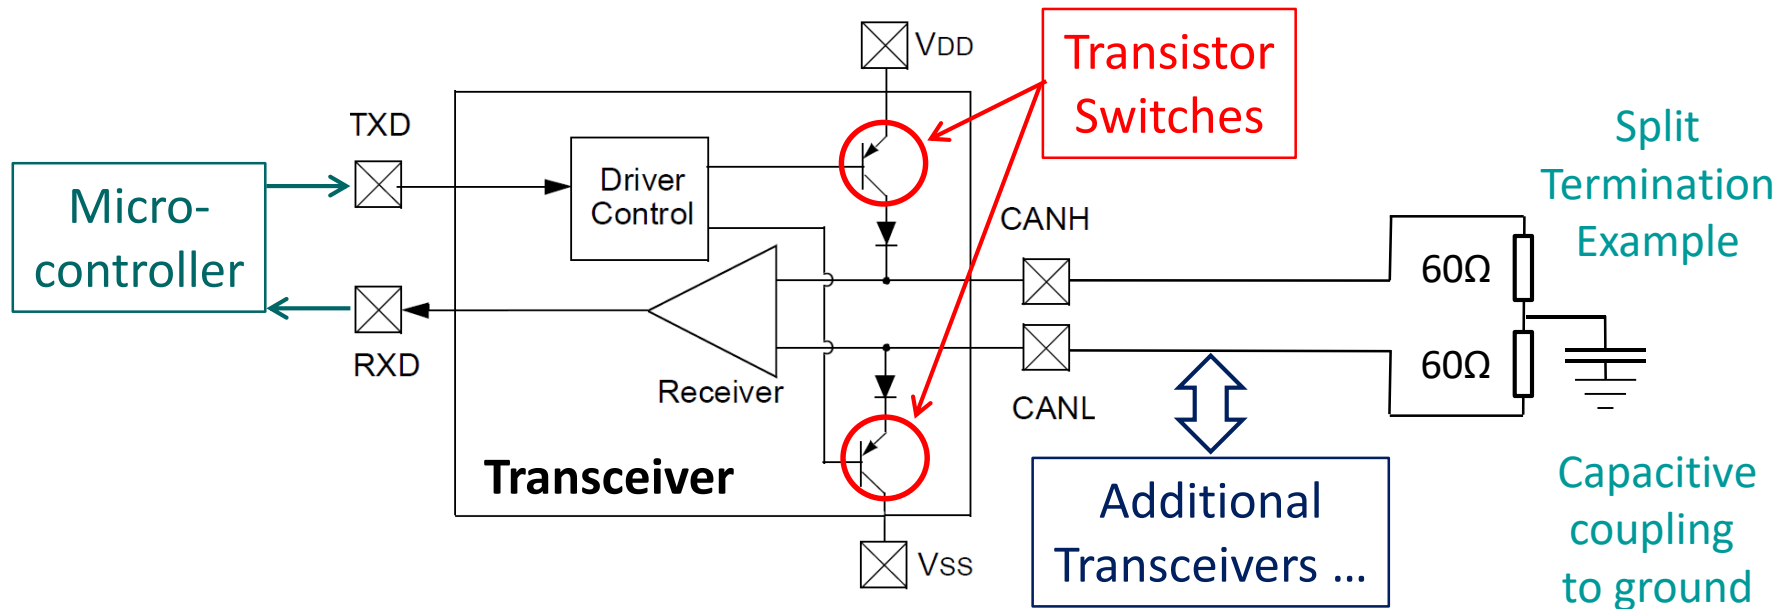 VDD
Transistor
Switches
TXD
Split
Termination
Example
Micro-
controller
Driver
Control
CANH
60Ω
RXD
Receiver
60Ω
CANL
Transceiver
Additional
Transceivers ...
Capacitive
coupling
to ground
VSS